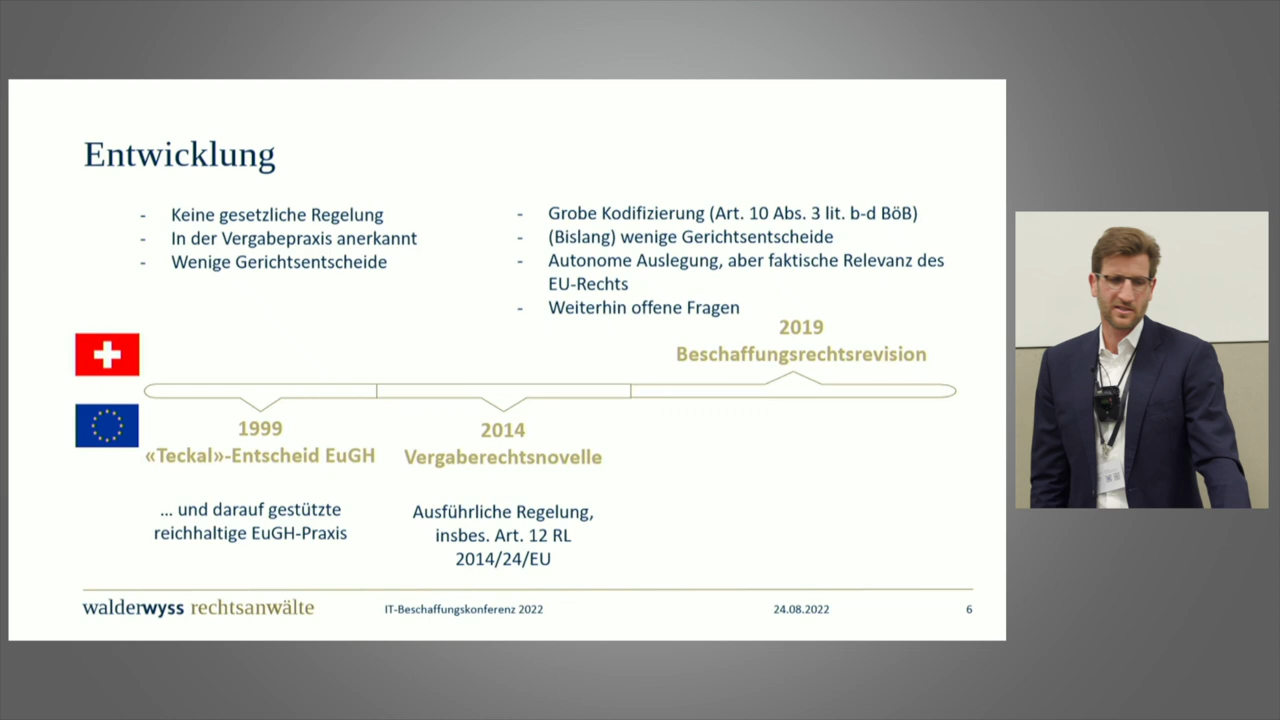 Entwicklung
- Keine gesetzliche Regelung
- In der Vergabepraxis anerkannt
- Wenige Gerichtsentscheide
- Grobe Kodifizierung (Art. 10 Abs. 3 lit. b-d BöB)
- (Bislang) wenige Gerichtsentscheide
- Autonome Auslegung, aber faktische Relevanz des
EU-Rechts
- Weiterhin offene Fragen
2019
Beschaffungsrechtsrevision
1999
«Teckal»-Entscheid EuGH
2014
Vergaberechtsnovelle
... und darauf gestützte
reichhaltige EuGH-Praxis
Ausführliche Regelung,
insbes. Art. 12 RL
2014/24/EU
walderwyss rechtsanwälte
IT-Beschaffungskonferenz 2022
24.08.2022
6